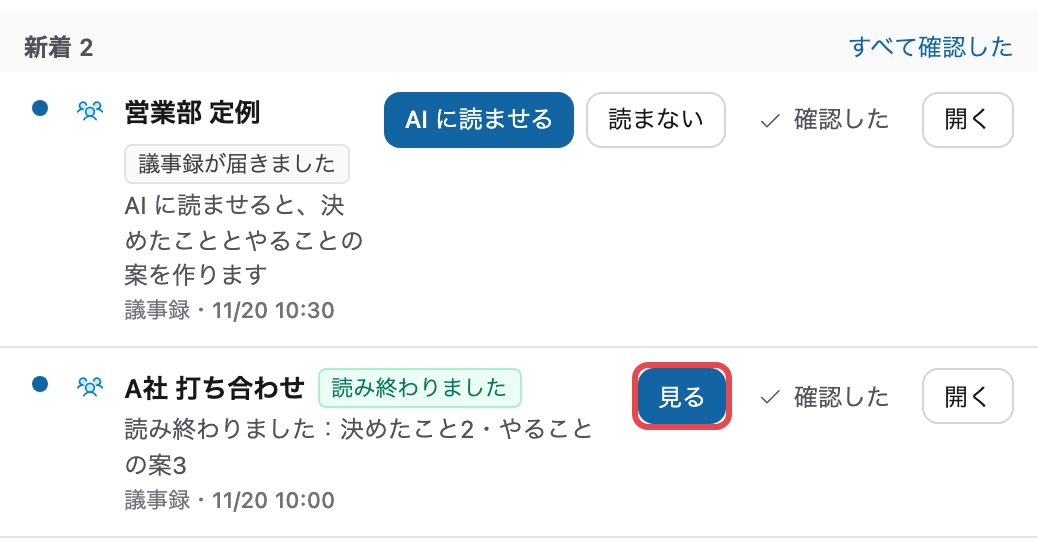 新着 2
すべて確認した
営業部 定例
AI に読ませる
読まない
確認した
開く
議事録が届きました
AI に読ませると、決
めたこととやることの
案を作ります
議事録・11/20 10:30
A社 打ち合わせ
読み終わりました
見る
確認した
開く
読み終わりました：決めたこと2・やること
の案3
議事録・11/20 10:00